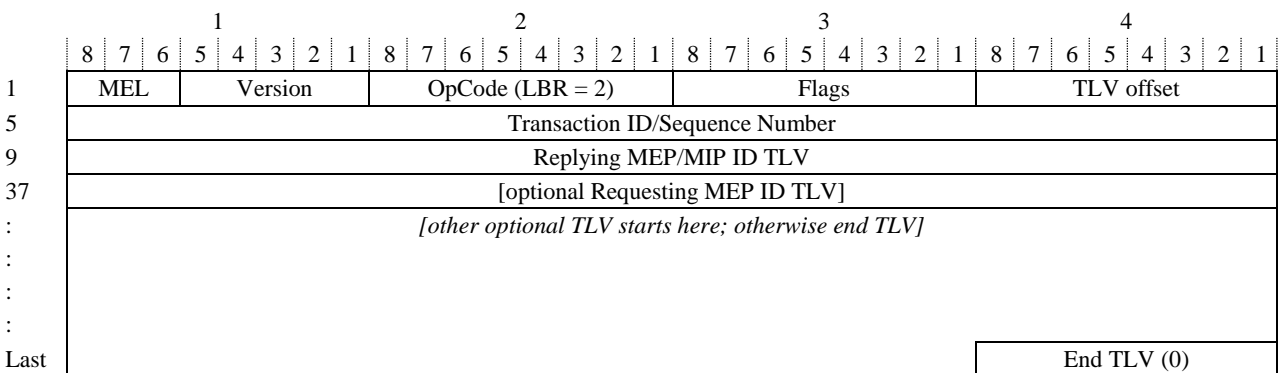 1 2 3 4
8 7 6 5 4 3 2 1 8 7 6 5 4 3 2 1 8 7 6 5 4 3 2 1 8 7 6 5 4 3 2 1
1 MEL Version OpCode (LBR = 2) Flags TLV offset
5 Transaction ID/Sequence Number
9 Replying MEP/MIP ID TLV
37 [optional Requesting MEP ID TLV]
: [other optional TLV starts here; otherwise end TLV]
:
:
:
Last End TLV (0)